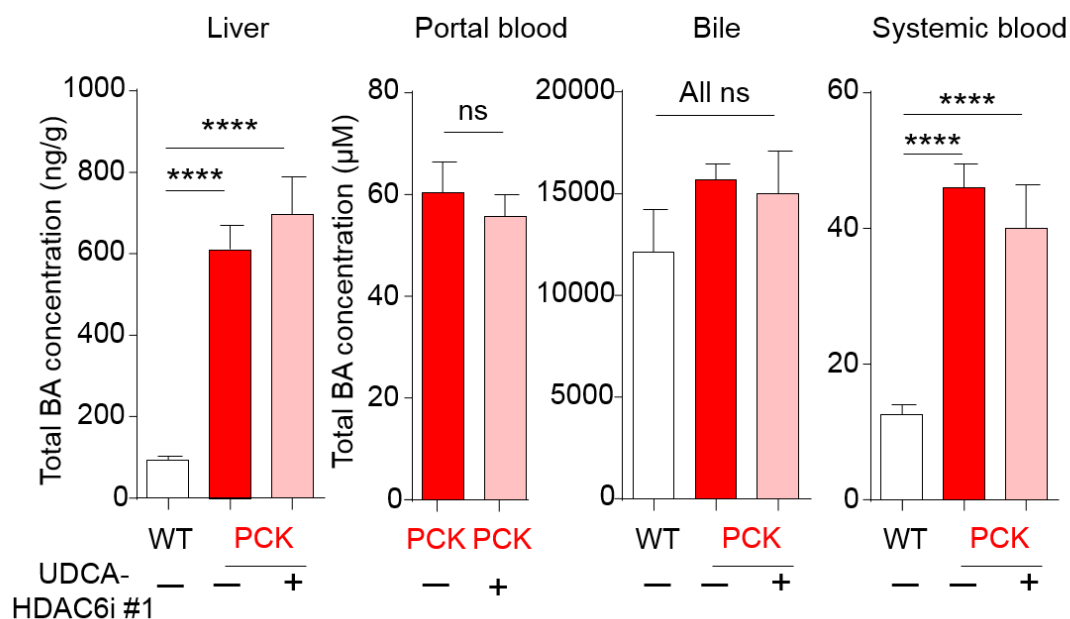 Liver
Portal blood
Bile
Systemic blood
Total BA concentration (ng/g)
1000
800
600
400
200
0
****
****
WT
PCK
Total BA concentration (µM)
80
60
40
20
0
ns
PCK PCK
20000
15000
10000
5000
0
All ns
WT
PCK
60
40
20
0
****
****
WT
PCK
UDCA-
HDAC6i #1
— — +
— +
— — +
— — +